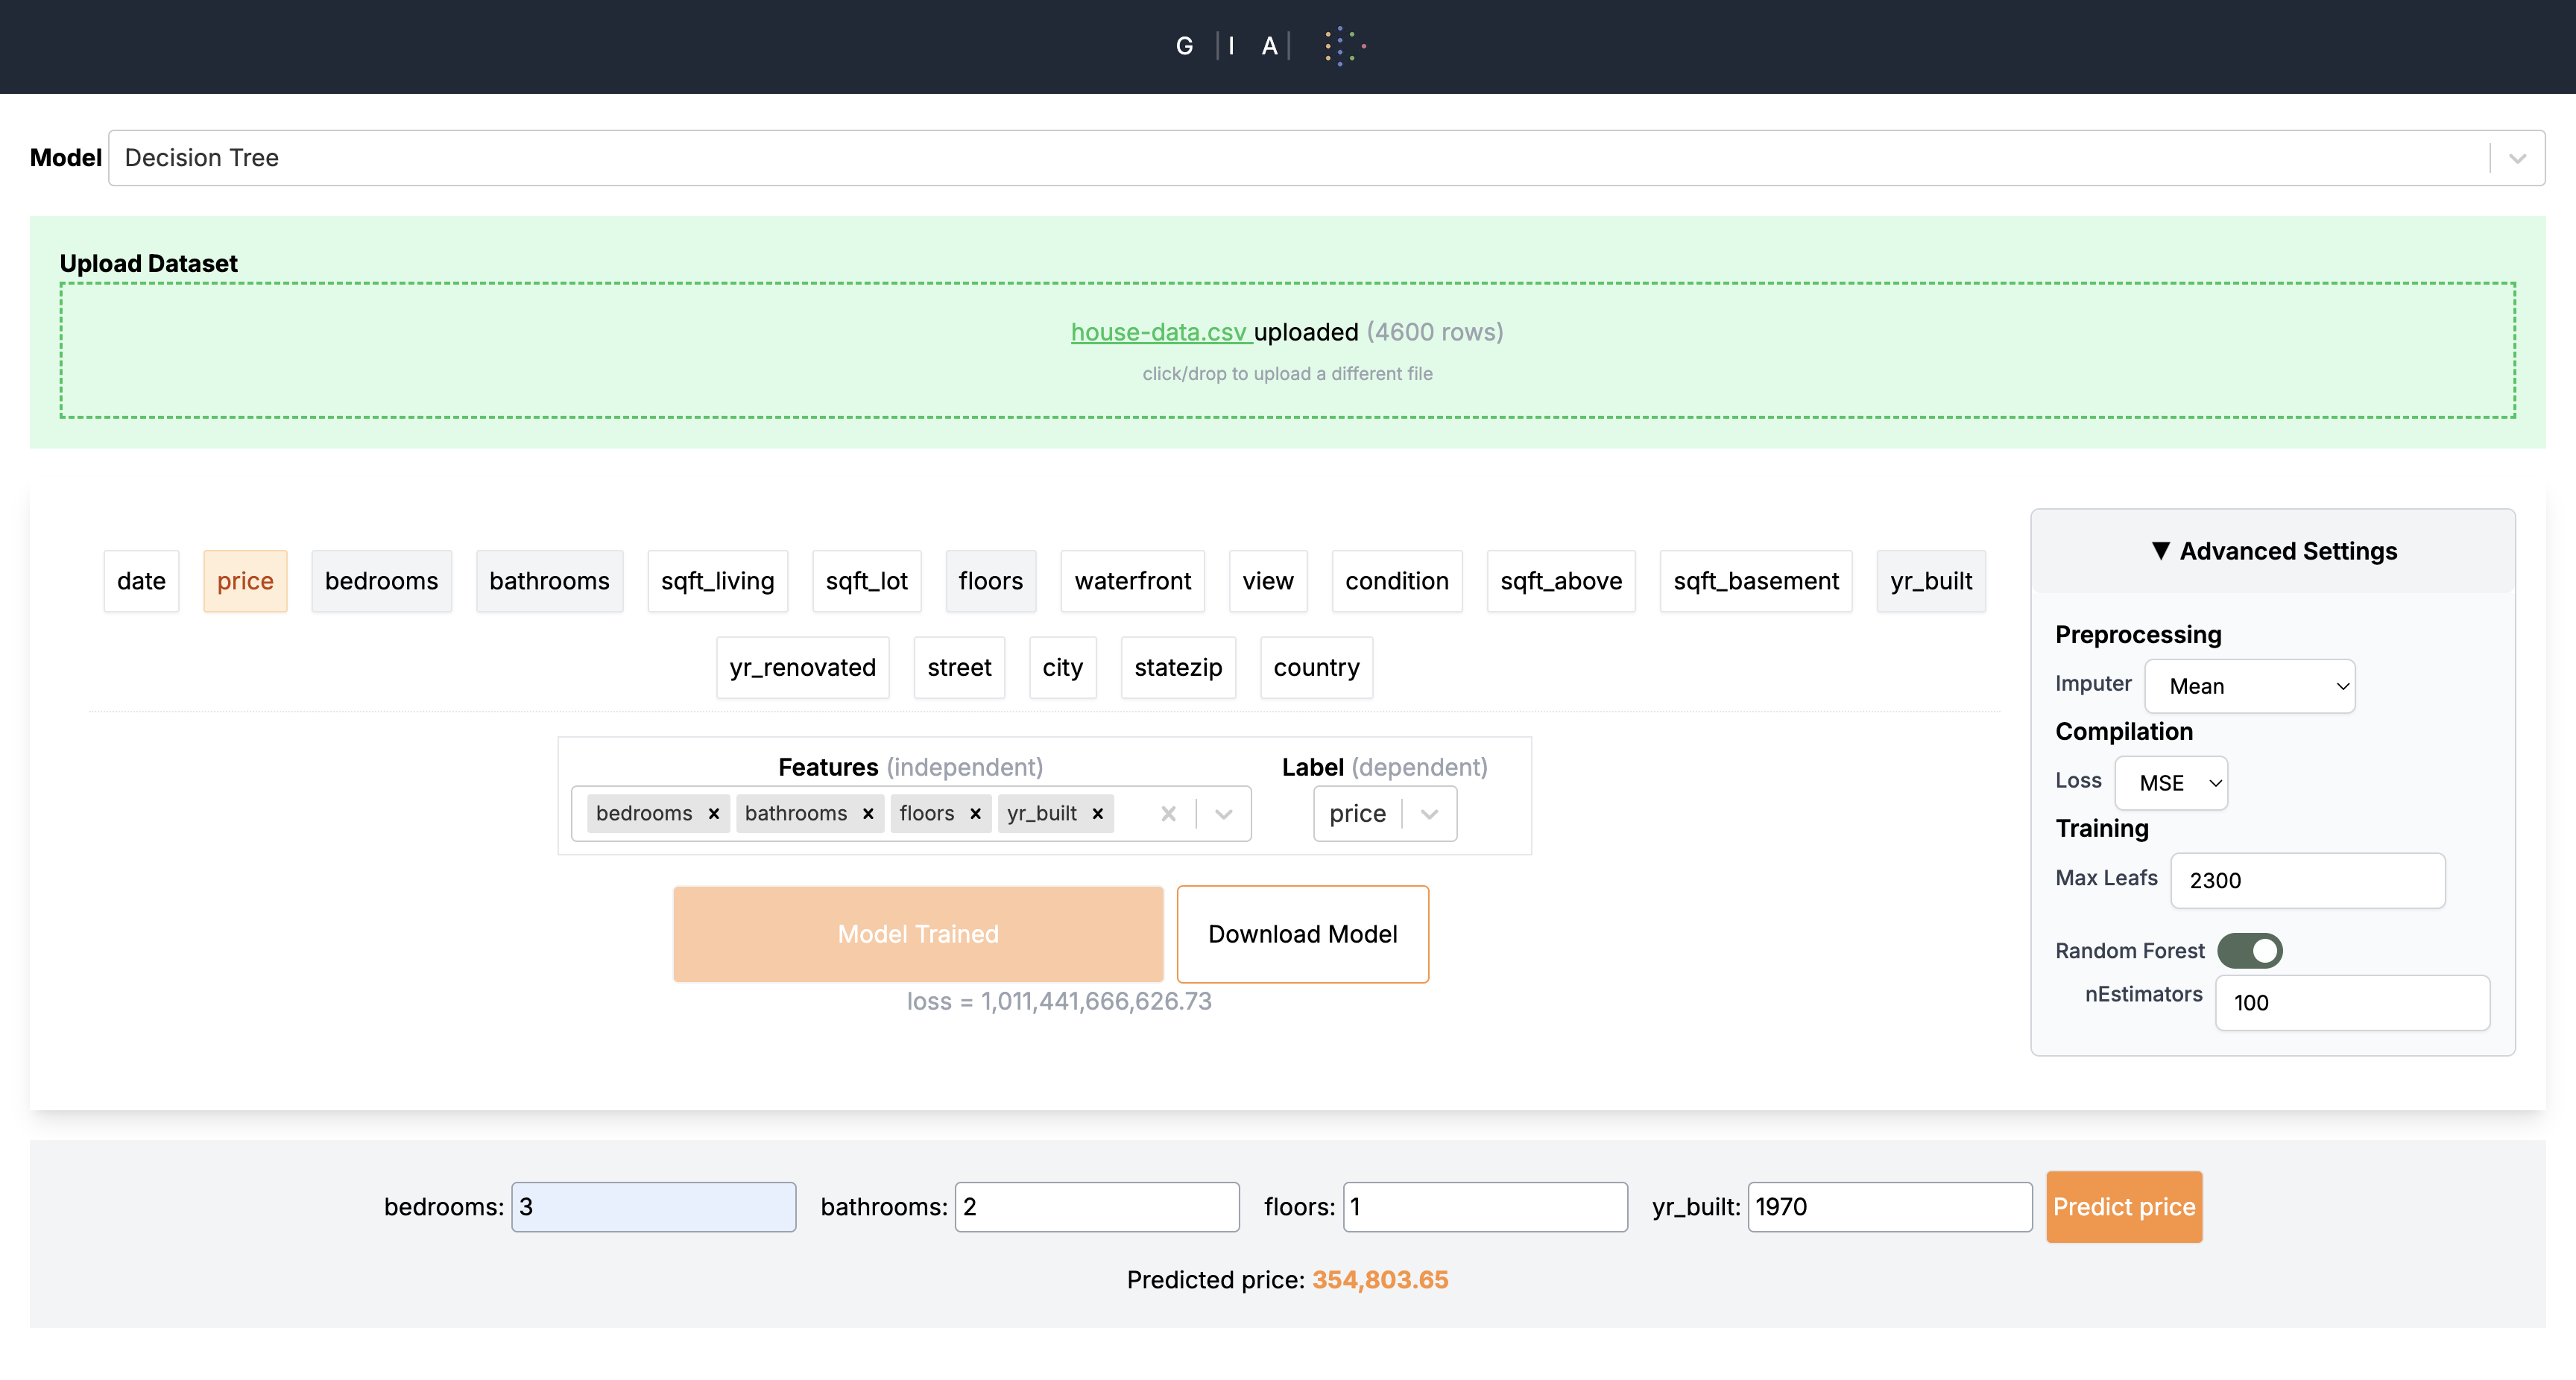 G | I A |
Model Decision Tree
Upload Dataset
house-data.csv uploaded (4600 rows)
click/drop to upload a different file
date price bedrooms bathrooms sqft_living sqft_lot floors waterfront view condition sqft_above sqft_basement yr_built
yr_renovated street city statezip country
Features (independent)
bedrooms × bathrooms × floors × yr_built ×
Label (dependent)
price
Model Trained
Download Model
loss = 1,011,441,666,626.73
▼ Advanced Settings
Preprocessing
Imputer Mean
Compilation
Loss MSE
Training
Max Leafs 2300
Random Forest
nEstimators 100
bedrooms: 3 bathrooms: 2 floors: 1 yr_built: 1970 Predict price
Predicted price: 354,803.65